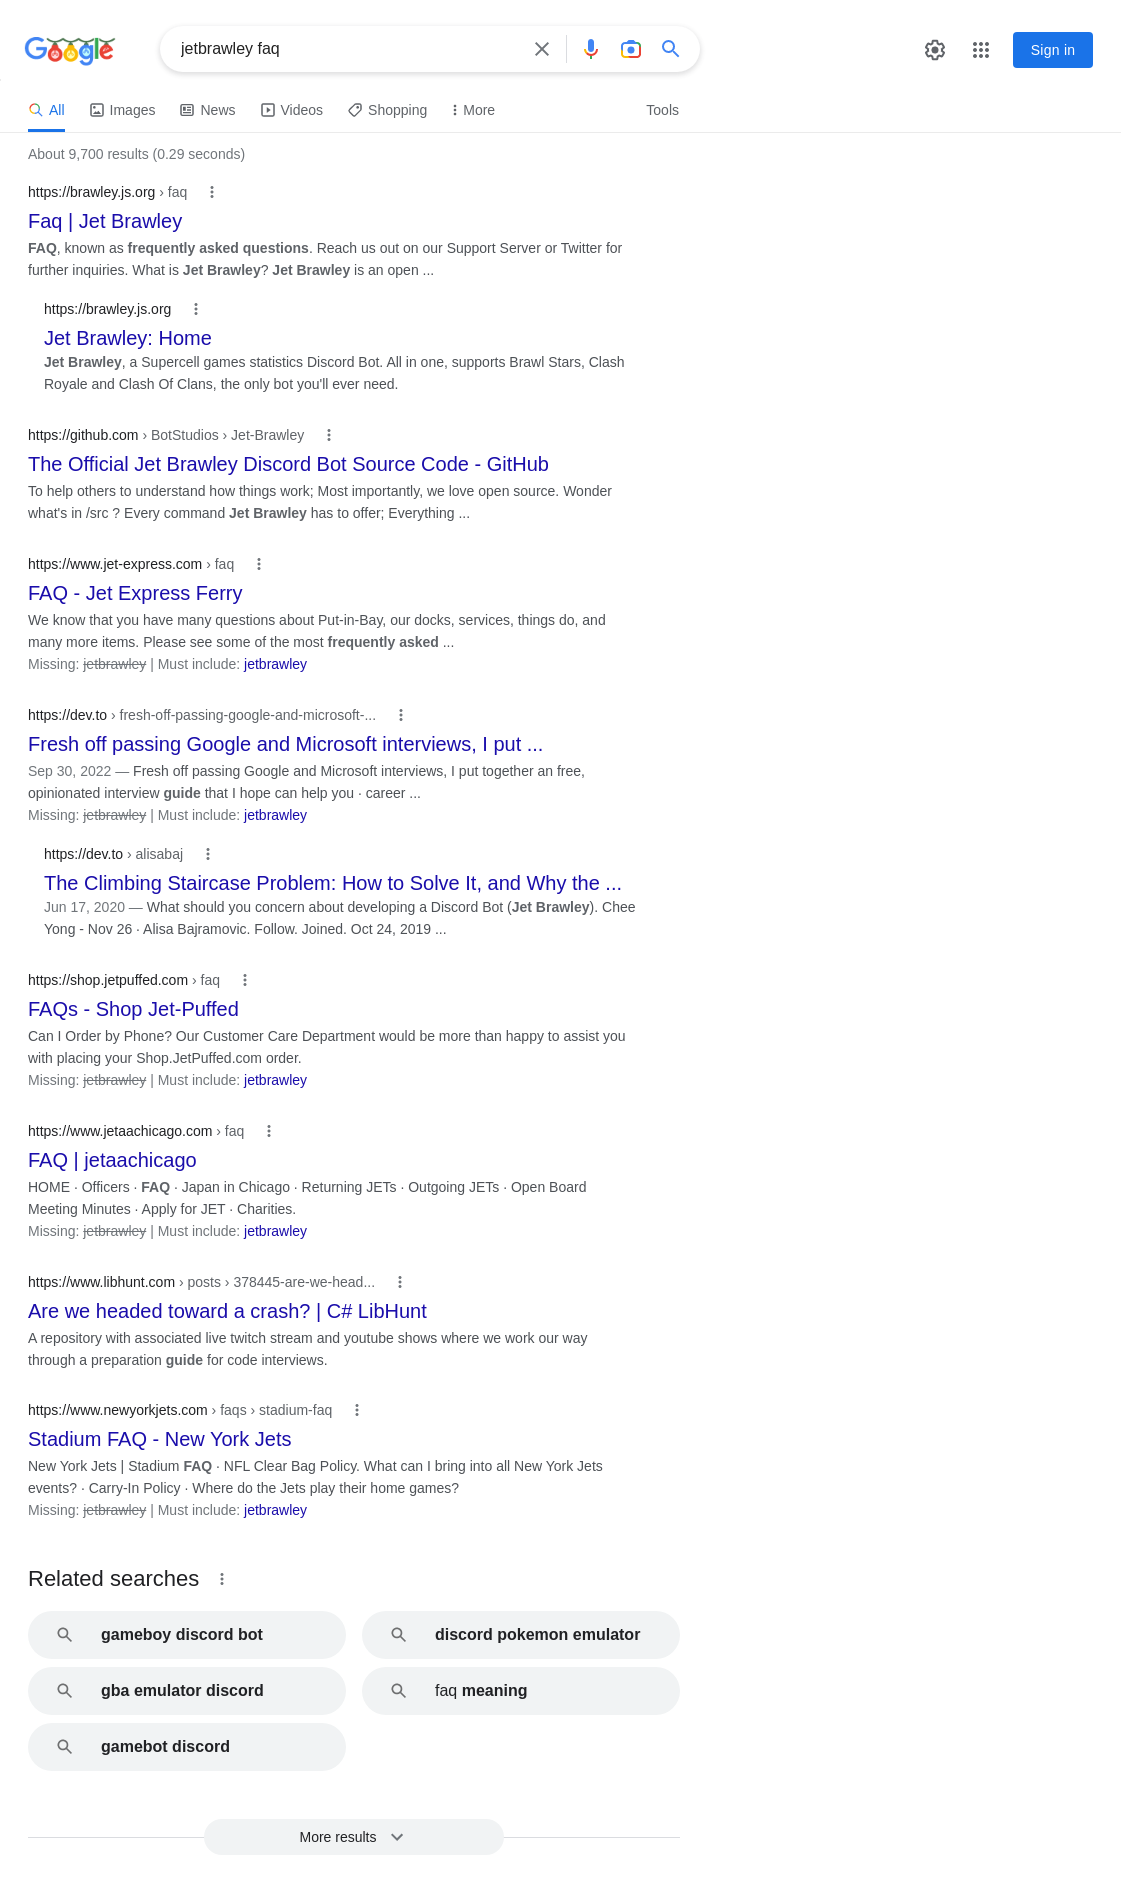 Google
jetbrawley faq
Sign in
All Images News Videos Shopping More Tools
About 9,700 results (0.29 seconds)
https://brawley.js.org › faq
Faq | Jet Brawley
FAQ, known as frequently asked questions. Reach us out on our Support Server or Twitter for
further inquiries. What is Jet Brawley? Jet Brawley is an open ...
https://brawley.js.org
Jet Brawley: Home
Jet Brawley, a Supercell games statistics Discord Bot. All in one, supports Brawl Stars, Clash
Royale and Clash Of Clans, the only bot you'll ever need.
https://github.com › BotStudios › Jet-Brawley
The Official Jet Brawley Discord Bot Source Code - GitHub
To help others to understand how things work; Most importantly, we love open source. Wonder
what's in /src ? Every command Jet Brawley has to offer; Everything ...
https://www.jet-express.com › faq
FAQ - Jet Express Ferry
We know that you have many questions about Put-in-Bay, our docks, services, things do, and
many more items. Please see some of the most frequently asked ...
Missing: jetbrawley | Must include: jetbrawley
https://dev.to › fresh-off-passing-google-and-microsoft-...
Fresh off passing Google and Microsoft interviews, I put ...
Sep 30, 2022 — Fresh off passing Google and Microsoft interviews, I put together an free,
opinionated interview guide that I hope can help you · career ...
Missing: jetbrawley | Must include: jetbrawley
https://dev.to › alisabaj
The Climbing Staircase Problem: How to Solve It, and Why the ...
Jun 17, 2020 — What should you concern about developing a Discord Bot (Jet Brawley). Chee
Yong - Nov 26 · Alisa Bajramovic. Follow. Joined. Oct 24, 2019 ...
https://shop.jetpuffed.com › faq
FAQs - Shop Jet-Puffed
Can I Order by Phone? Our Customer Care Department would be more than happy to assist you
with placing your Shop.JetPuffed.com order.
Missing: jetbrawley | Must include: jetbrawley
https://www.jetaachicago.com › faq
FAQ | jetaachicago
HOME · Officers · FAQ · Japan in Chicago · Returning JETs · Outgoing JETs · Open Board
Meeting Minutes · Apply for JET · Charities.
Missing: jetbrawley | Must include: jetbrawley
https://www.libhunt.com › posts › 378445-are-we-head...
Are we headed toward a crash? | C# LibHunt
A repository with associated live twitch stream and youtube shows where we work our way
through a preparation guide for code interviews.
https://www.newyorkjets.com › faqs › stadium-faq
Stadium FAQ - New York Jets
New York Jets | Stadium FAQ · NFL Clear Bag Policy. What can I bring into all New York Jets
events? · Carry-In Policy · Where do the Jets play their home games?
Missing: jetbrawley | Must include: jetbrawley
Related searches
gameboy discord bot
discord pokemon emulator
gba emulator discord
faq meaning
gamebot discord
More results